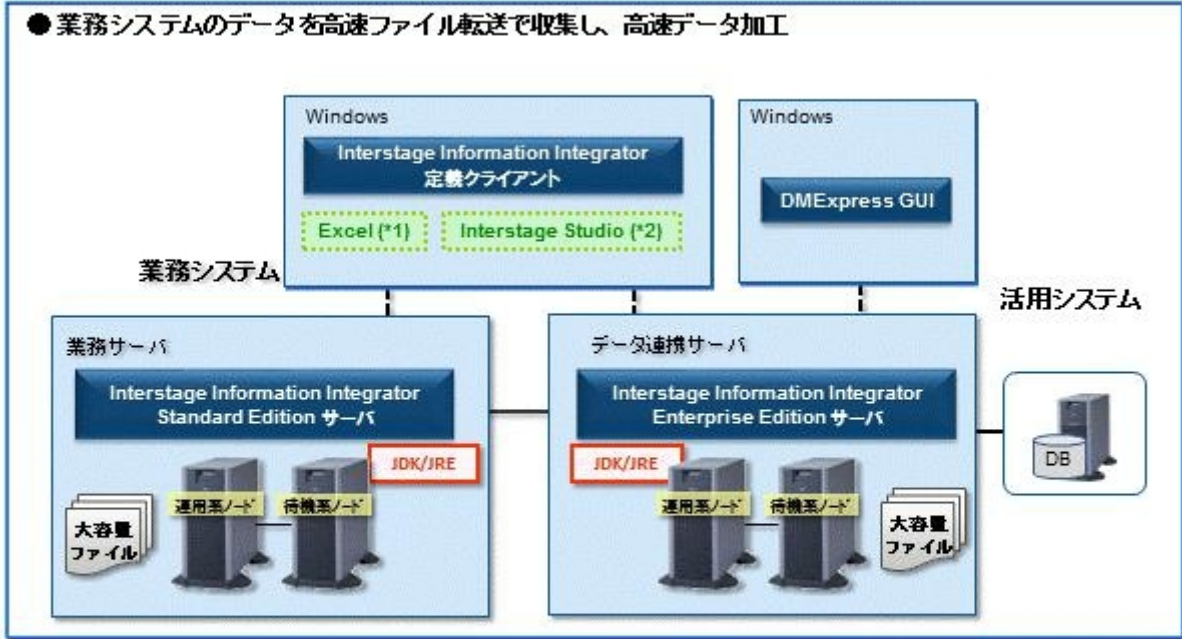 ●業務システムのデータを高速ファイル転送で収集し、高速データ加工
Windows
Interstage Information Integrator
定義クライアント
Excel (*1)
Interstage Studio (*2)
Windows
DMExpress GUI
業務システム
活用システム
業務サーバ
Interstage Information Integrator
Standard Edition サーバ
JDK/JRE
運用系ノード
待機系ノード
大容量
ファイル
データ連携サーバ
Interstage Information Integrator
Enterprise Edition サーバ
JDK/JRE
運用系ノード
待機系ノード
大容量
ファイル
DB